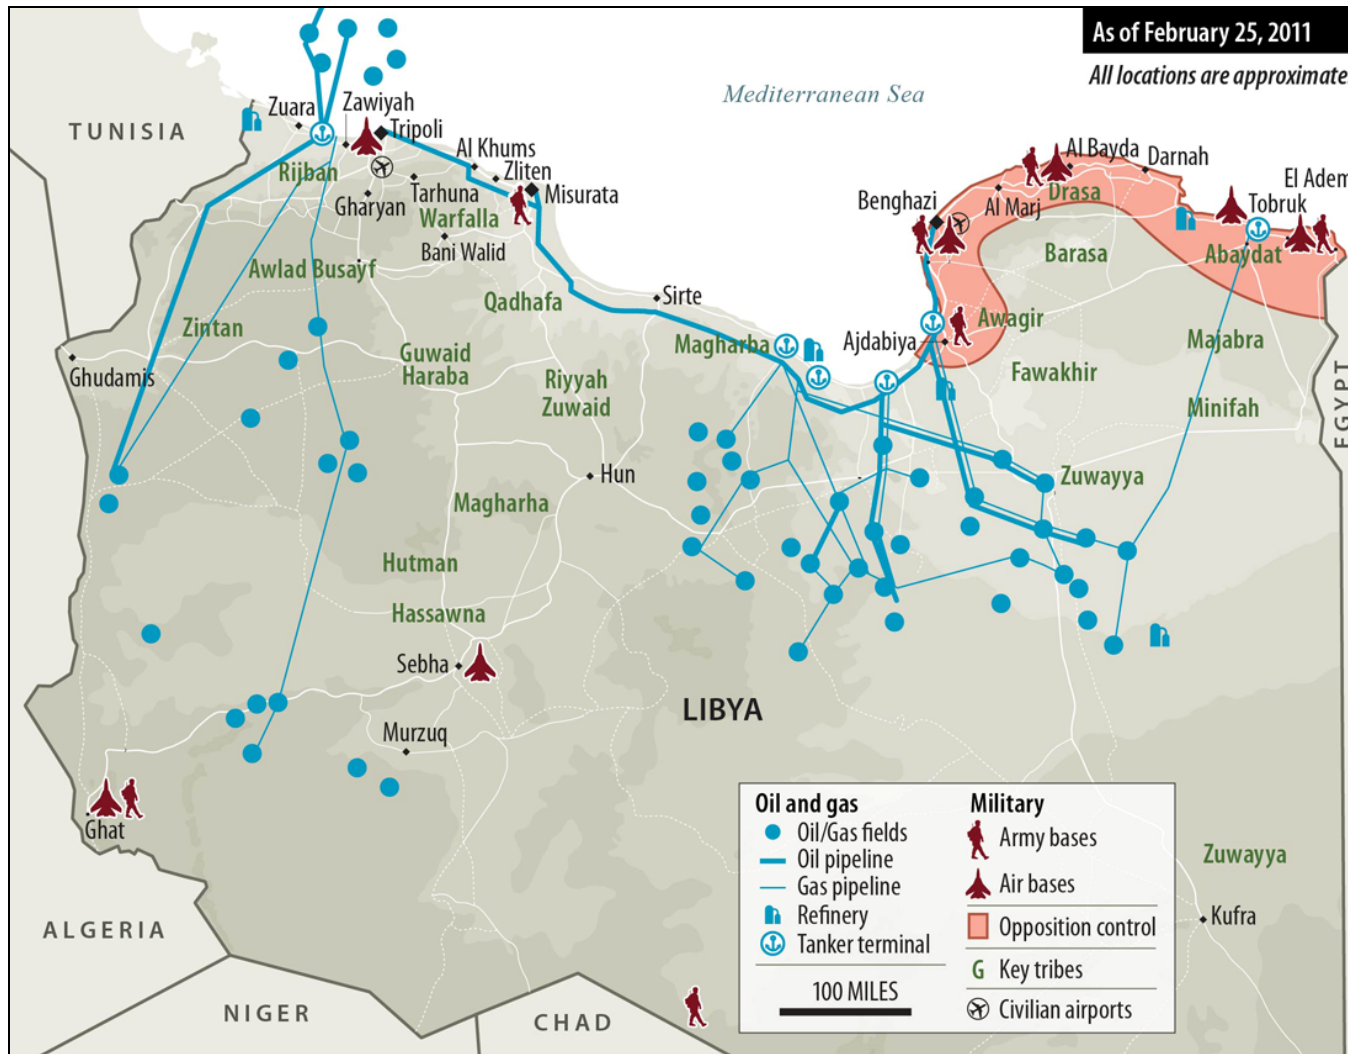 As of February 25, 2011
All locations are approximate.
Mediterranean Sea
TUNISIA
Zuara
Zawiyah
Tripoli
Rijban
Al Khums
Zliten
Misurata
Gharyan
Tarhuna
Warfalla
Bani Walid
Awlad Busayf
Qadhafa
Sirte
Zintan
Ghudamis
Guwaid
Haraba
Riyyah
Zuwaid
Magharba
Hun
Magharha
Hutman
Hassawna
Sebha
Murzuq
Ghat
Al Bayda
Darnah
El Adem
Drasa
Benghazi
Al Marj
Tobruk
Barasa
Abaydat
Awagir
Ajdabiya
Majabra
Fawakhir
Minifah
EGYPT
Zuwayya
LIBYA
Zuwayya
Kufra
ALGERIA
NIGER
CHAD
Oil and gas
Oil/Gas fields
Oil pipeline
Gas pipeline
Refinery
Tanker terminal
100 MILES
Military
Army bases
Air bases
Opposition control
G Key tribes
Civilian airports